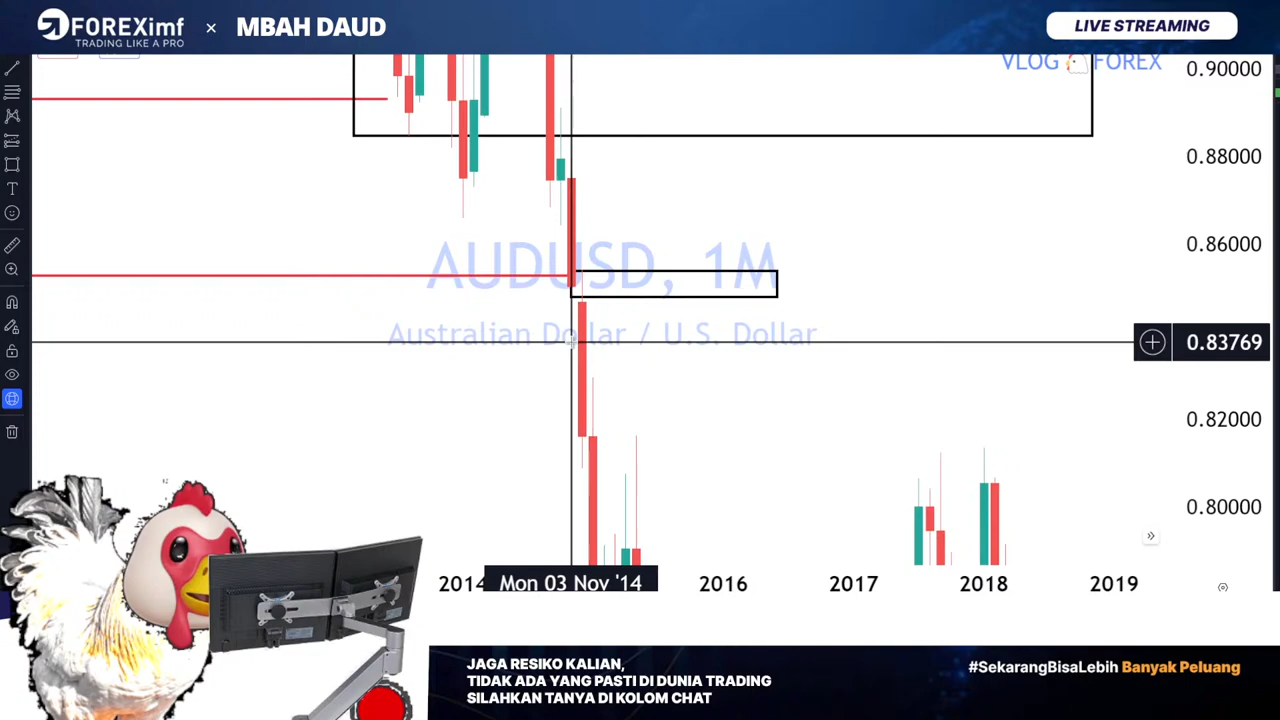 FOREXimf
TRADING LIKE A PRO
×
MBAH DAUD
LIVE STREAMING
VLOG FOREX
0.90000
0.88000
0.86000
AUDUSD, 1M
Australian Dollar / U.S. Dollar
0.83769
0.82000
0.80000
2014
Mon 03 Nov '14
2016
2017
2018
2019
JAGA RESIKO KALIAN,
TIDAK ADA YANG PASTI DI DUNIA TRADING
SILAHKAN TANYA DI KOLOM CHAT
#SekarangBisaLebih Banyak Peluang